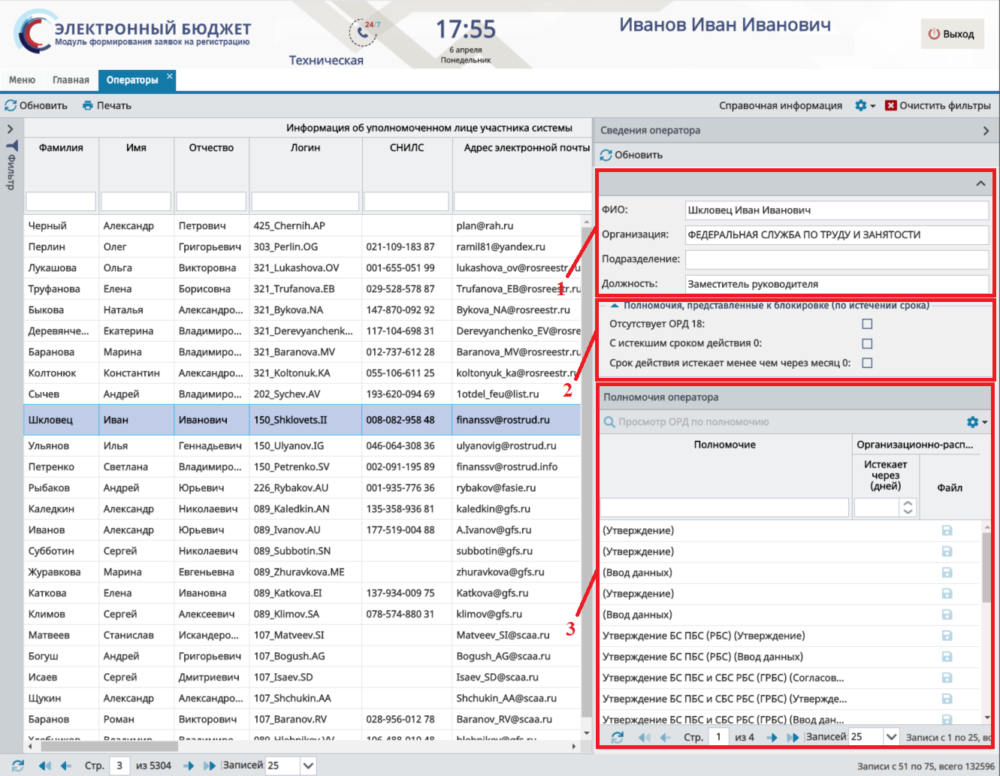 ЭЛЕКТРОННЫЙ БЮДЖЕТ
Модуль формирования заявок на регистрацию
24/7
Техническая
17:55
6 апреля
Понедельник
Иванов Иван Иванович
Выход
Меню Главная Операторы
Обновить Печать
Справочная информация Очистить фильтры
Фильтр
Информация об уполномоченном лице участника системы
Фамилия Имя Отчество Логин СНИЛС Адрес электронной почты
Черный Александр Петрович 425_Chernih.AP plan@rah.ru
Перлин Олег Григорьевич 303_Perlin.OG 021-109-183 87 ramil81@yandex.ru
Лукашова Ольга Викторовна 321_Lukashova.OV 001-655-051 99 lukashova_ov@rosreestr.ru
Труфанова Елена Борисовна 321_Trufanova.EB 029-528-578 87 Trufanova_EB@rosreestr.ru
Быкова Наталья Александро... 321_Bykova.NA 147-870-092 92 Bykova_NA@rosreestr.ru
Деревянче... Екатерина Владимиро... 321_Derevyanchenk... 117-104-698 31 Derevyanchenko_EV@rosre
Баранова Марина Владимиро... 321_Baranova.MV 012-737-612 28 Baranova_MV@rosreestr.ru
Колтонюк Константин Александро... 321_Koltonuk.KA 055-106-611 25 koltonyuk_ka@rosreestr.ru
Сычев Андрей Владимиро... 202_Sychev.AV 193-620-094 69 1otdel_feu@list.ru
Шкловец Иван Иванович 150_Shklovets.II 008-082-958 48 finanssv@rostrud.ru
Ульянов Илья Геннадьевич 150_Ulyanov.IG 046-064-308 36 ulyanovig@rostrud.ru
Петренко Светлана Владимиро... 150_Petrenko.SV 002-091-195 89 finanssv@rostrud.info
Рыбаков Андрей Юрьевич 226_Rybakov.AU 001-935-776 36 rybakov@fasie.ru
Каледкин Александр Николаевич 089_Kaledkin.AN 135-358-936 81 kaledkin@gfs.ru
Иванов Александр Юрьевич 089_Ivanov.AU 177-519-004 88 A.Ivanov@gfs.ru
Субботин Сергей Николаевич 089_Subbotin.SN subbotin@gfs.ru
Журавкова Марина Евгеньевна 089_Zhuravkova.ME zhuravkova@gfs.ru
Каткова Елена Ивановна 089_Katkova.EI 137-934-009 75 Katkova@gfs.ru
Климов Сергей Алексеевич 089_Klimov.SA 078-574-880 31 klimov@gfs.ru
Матвеев Станислав Искандеро... 107_Matveev.SI Matveev_SI@scaa.ru
Богуш Андрей Григорьевич 107_Bogush.AG Bogush_AG@scaa.ru
Исаев Сергей Дмитриевич 107_Isaev.SD Isaev_SD@scaa.ru
Щукин Александр Александро... 107_Shchukin.AA Shchukin_AA@scaa.ru
Баранов Роман Викторович 107_Baranov.RV 028-956-012 78 Baranov_RV@scaa.ru
Хлебников Владимир 089_Hlebnikov.VV 106-488-010 48 hlebnikov@gfs.ru
Стр. 3 из 5304 Записей 25
Сведения оператора
Обновить
1
ФИО: Шкловец Иван Иванович
Организация: ФЕДЕРАЛЬНАЯ СЛУЖБА ПО ТРУДУ И ЗАНЯТОСТИ
Подразделение:
Должность: Заместитель руководителя
2
Полномочия, представленные к блокировке (по истечении срока)
Отсутствует ОРД 18:
С истекшим сроком действия 0:
Срок действия истекает менее чем через месяц 0:
3
Полномочия оператора
Просмотр ОРД по полномочию
Полномочие Организационно-расп...
Истекает через (дней) Файл
(Утверждение)
(Утверждение)
(Ввод данных)
(Утверждение)
(Ввод данных)
Утверждение БС ПБС (РБС) (Утверждение)
Утверждение БС ПБС (РБС) (Ввод данных)
Утверждение БС ПБС и СБС РБС (ГРБС) (Согласов...
Утверждение БС ПБС и СБС РБС (ГРБС) (Утвержде...
Утверждение БС ПБС и СБС РБС (ГРБС) (Ввод дан...
Стр. 1 из 4 Записей 25 Записи с 1 по 25, вс
Записи с 51 по 75, всего 132596